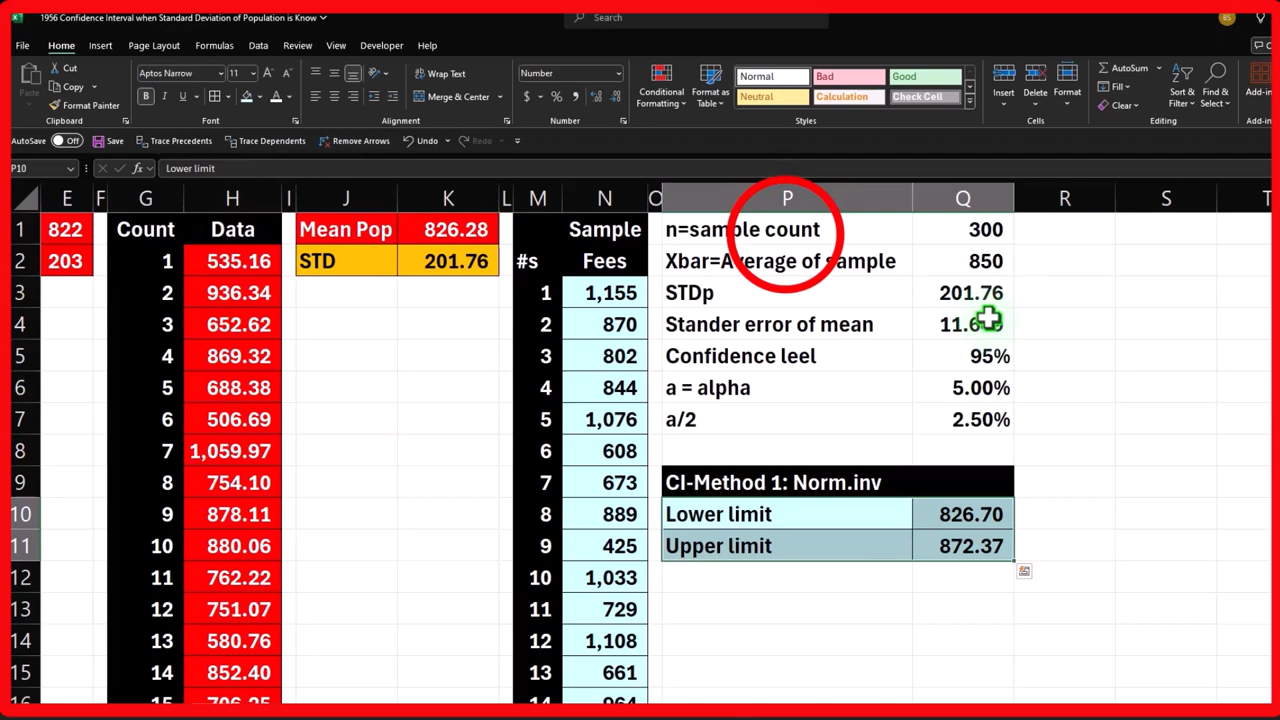 1956 Confidence Interval when Standard Deviation of Population is Know
Search
BS
File Home Insert Page Layout Formulas Data Review View Developer Help
Cut
Copy
Format Painter
Paste
Clipboard
Aptos Narrow 11
B I U
Font
Wrap Text
Merge & Center
Alignment
Number
Number
Conditional Formatting
Format as Table
Normal Bad Good
Neutral Calculation Check Cell
Styles
Insert Delete Format
Cells
AutoSum
Fill
Clear
Sort & Filter
Find & Select
Editing
Add-in
AutoSave Off Save Trace Precedents Trace Dependents Remove Arrows Undo Redo
P10 fx Lower limit
E F G H I J K L M N O P Q R S T
1 822 Count Data Mean Pop 826.28 Sample n=sample count 300
2 203 1 535.16 STD 201.76 #s Fees Xbar=Average of sample 850
3 2 936.34 1 1,155 STDp 201.76
4 3 652.62 2 870 Stander error of mean
5 4 869.32 3 802 Confidence leel 95%
6 5 688.38 4 844 a = alpha 5.00%
7 6 506.69 5 1,076 a/2 2.50%
8 7 1,059.97 6 608
9 8 754.10 7 673 CI-Method 1: Norm.inv
10 9 878.11 8 889 Lower limit 826.70
11 10 880.06 9 425 Upper limit 872.37
12 11 762.22 10 1,033
13 12 751.07 11 729
14 13 580.76 12 1,108
15 14 852.40 13 661